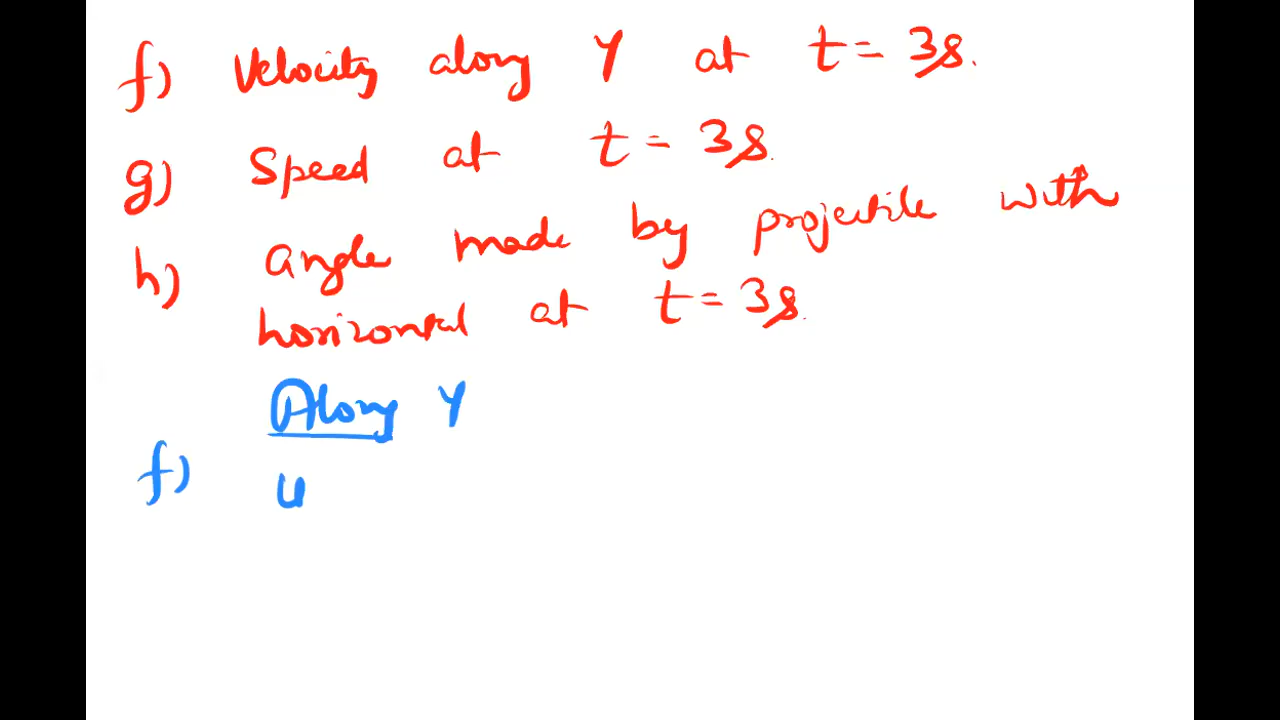 f) Velocity along Y at t = 3s.
g) Speed at t = 3s.
h) Angle made by projectile with
horizontal at t = 3s.
Along Y
f) u